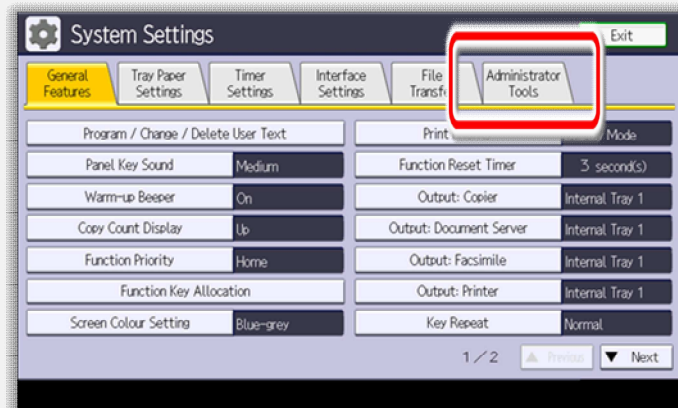 System Settings
Exit
General
Features
Tray Paper
Settings
Timer
Settings
Interface
Settings
File
Transf
Administrator
Tools
Program / Change / Delete User Text
Print
Mode
Panel Key Sound
Medium
Function Reset Timer
3 second(s)
Warm-up Beeper
On
Output: Copier
Internal Tray 1
Copy Count Display
Up
Output: Document Server
Internal Tray 1
Function Priority
Home
Output: Facsimile
Internal Tray 1
Function Key Allocation
Output: Printer
Internal Tray 1
Screen Colour Setting
Blue-grey
Key Repeat
Normal
1/2
▲ Previous
▼ Next